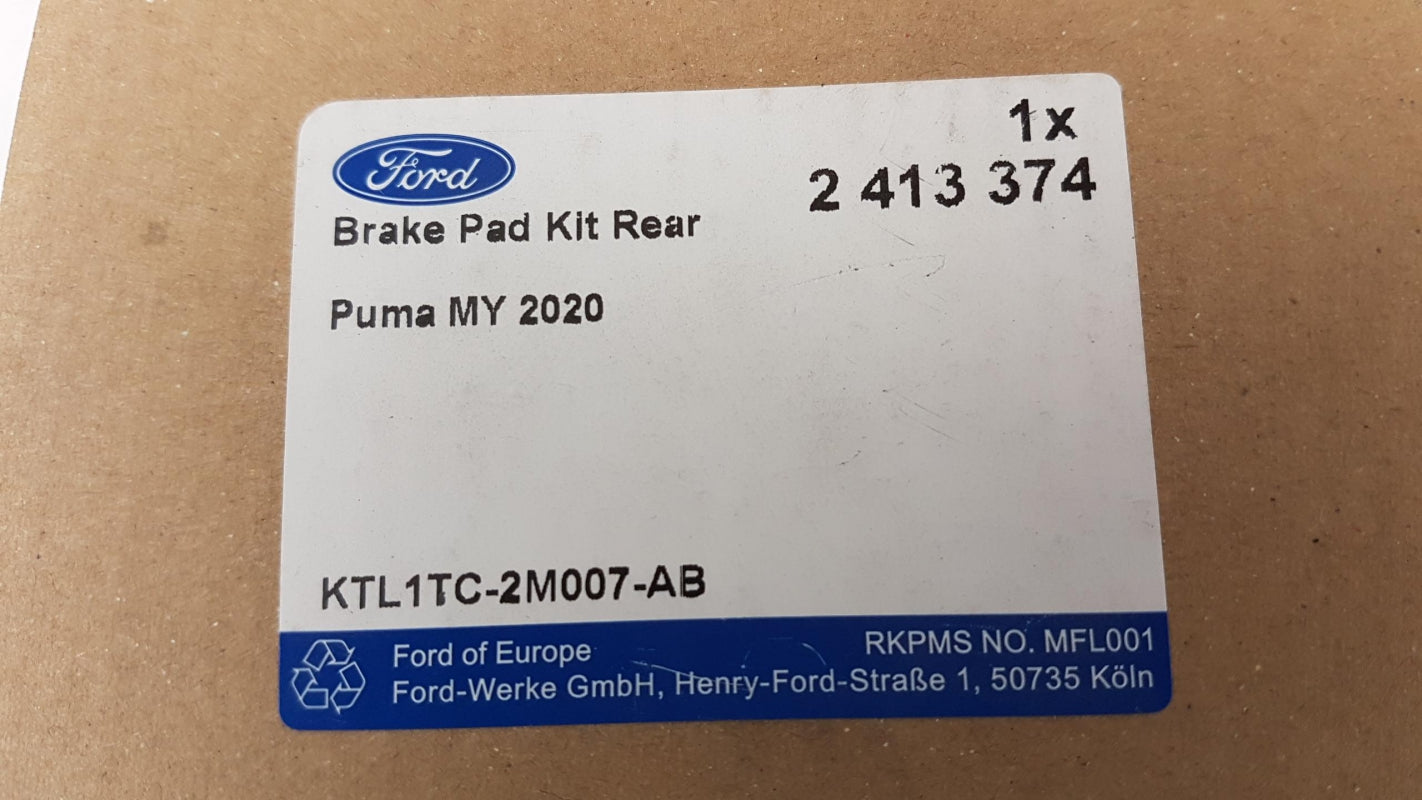 1x
Ford
2 413 374
Brake Pad Kit Rear
Puma MY 2020
KTL1TC-2M007-AB
Ford of Europe
RKPMS NO. MFL001
Ford-Werke GmbH, Henry-Ford-Straße 1, 50735 Köln